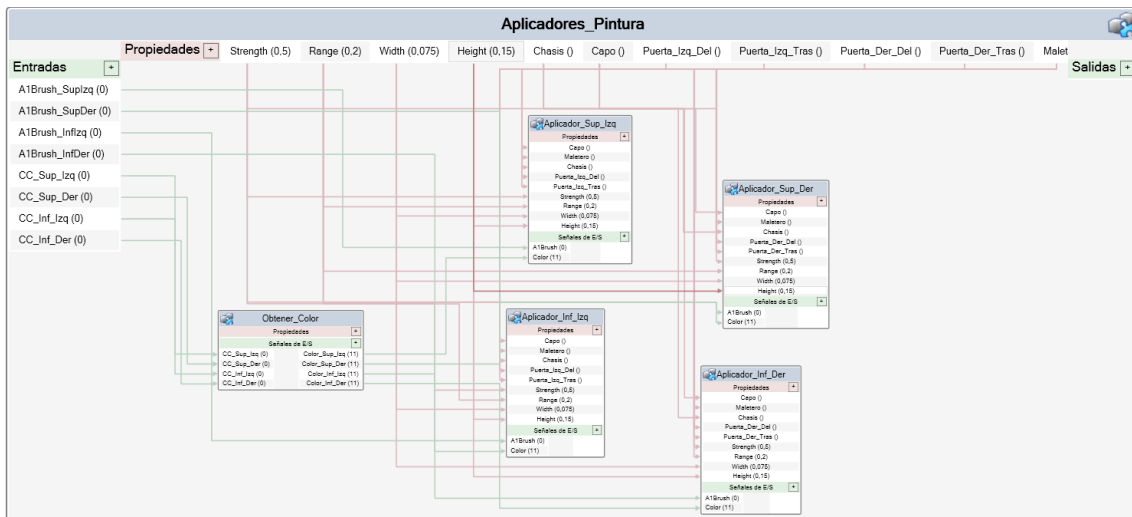 Aplicadores_Pintura
Propiedades + Strength (0,5) Range (0,2) Width (0,075) Height (0,15) Chasis () Capo () Puerta_Izq_Del () Puerta_Izq_Tras () Puerta_Der_Del () Puerta_Der_Tras () Malet
Entradas +
Salidas +
A1Brush_SupIzq (0)
A1Brush_SupDer (0)
A1Brush_InfIzq (0)
A1Brush_InfDer (0)
CC_Sup_Izq (0)
CC_Sup_Der (0)
CC_Inf_Izq (0)
CC_Inf_Der (0)
Aplicador_Sup_Izq
Propiedades +
Capo ()
Maletero ()
Chasis ()
Puerta_Izq_Del ()
Puerta_Izq_Tras ()
Strength (0,5)
Range (0,2)
Width (0,075)
Height (0,15)
Señales de E/S +
A1Brush (0)
Color (11)
Aplicador_Sup_Der
Propiedades +
Capo ()
Maletero ()
Chasis ()
Puerta_Der_Del ()
Puerta_Der_Tras ()
Strength (0,5)
Range (0,2)
Width (0,075)
Height (0,15)
Señales de E/S +
A1Brush (0)
Color (11)
Obtener_Color
Propiedades +
Señales de E/S +
CC_Sup_Izq (0) Color_Sup_Izq (11)
CC_Sup_Der (0) Color_Sup_Der (11)
CC_Inf_Izq (0) Color_Inf_Izq (11)
CC_Inf_Der (0) Color_Inf_Der (11)
Aplicador_Inf_Izq
Propiedades +
Capo ()
Maletero ()
Chasis ()
Puerta_Izq_Del ()
Puerta_Izq_Tras ()
Strength (0,5)
Range (0,2)
Width (0,075)
Height (0,15)
Señales de E/S +
A1Brush (0)
Color (11)
Aplicador_Inf_Der
Propiedades +
Capo ()
Maletero ()
Chasis ()
Puerta_Der_Del ()
Puerta_Der_Tras ()
Strength (0,5)
Range (0,2)
Width (0,075)
Height (0,15)
Señales de E/S +
A1Brush (0)
Color (11)